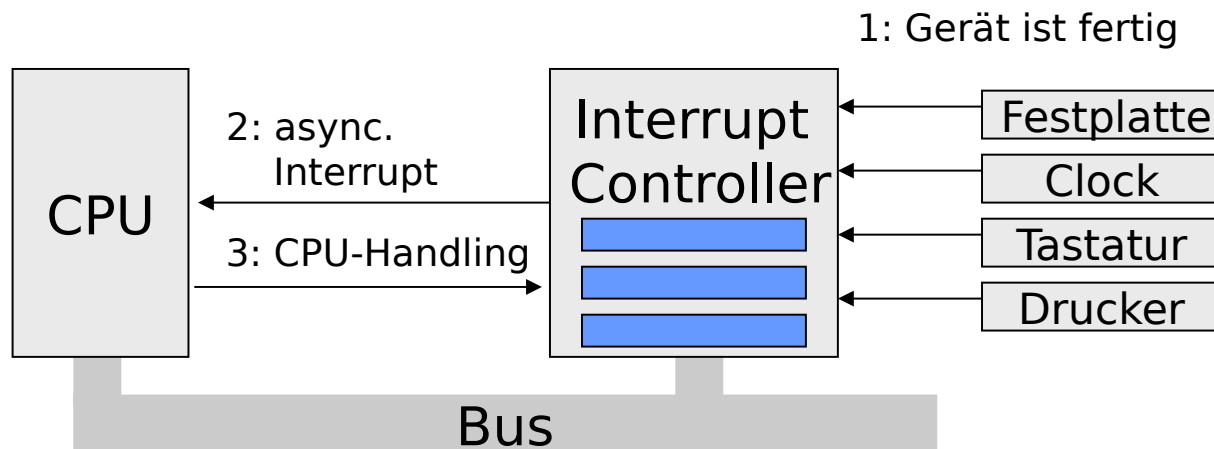 1: Gerät ist fertig
CPU
2: async.
Interrupt
3: CPU-Handling
Interrupt
Controller
Festplatte
Clock
Tastatur
Drucker
Bus